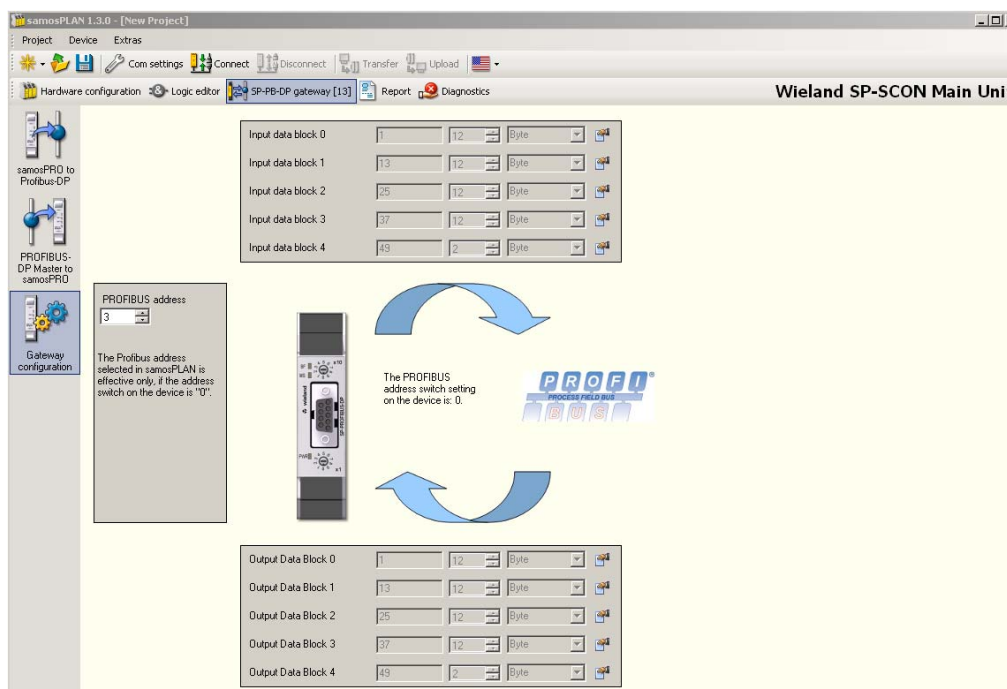 samosPLAN 1.3.0 - [New Project]
Project Device Extras
Com settings Connect Disconnect Transfer Upload
Hardware configuration Logic editor SP-PB-DP gateway [13] Report Diagnostics Wieland SP-SCON Main Uni
samosPRO to
Profibus-DP
PROFIBUS-
DP Master to
samosPRO
Gateway
configuration
Input data block 0 1 12 Byte
Input data block 1 13 12 Byte
Input data block 2 25 12 Byte
Input data block 3 37 12 Byte
Input data block 4 49 2 Byte
PROFIBUS address
3
The Profibus address
selected in samosPLAN is
effective only, if the address
switch on the device is "0".
x10
wieland
SP-PROFIBUS-DP
PWR
x1
The PROFIBUS
address switch setting
on the device is: 0.
PROFI®
PROCESS FIELD BUS
BUS
Output Data Block 0 1 12 Byte
Output Data Block 1 13 12 Byte
Output Data Block 2 25 12 Byte
Output Data Block 3 37 12 Byte
Output Data Block 4 49 2 Byte